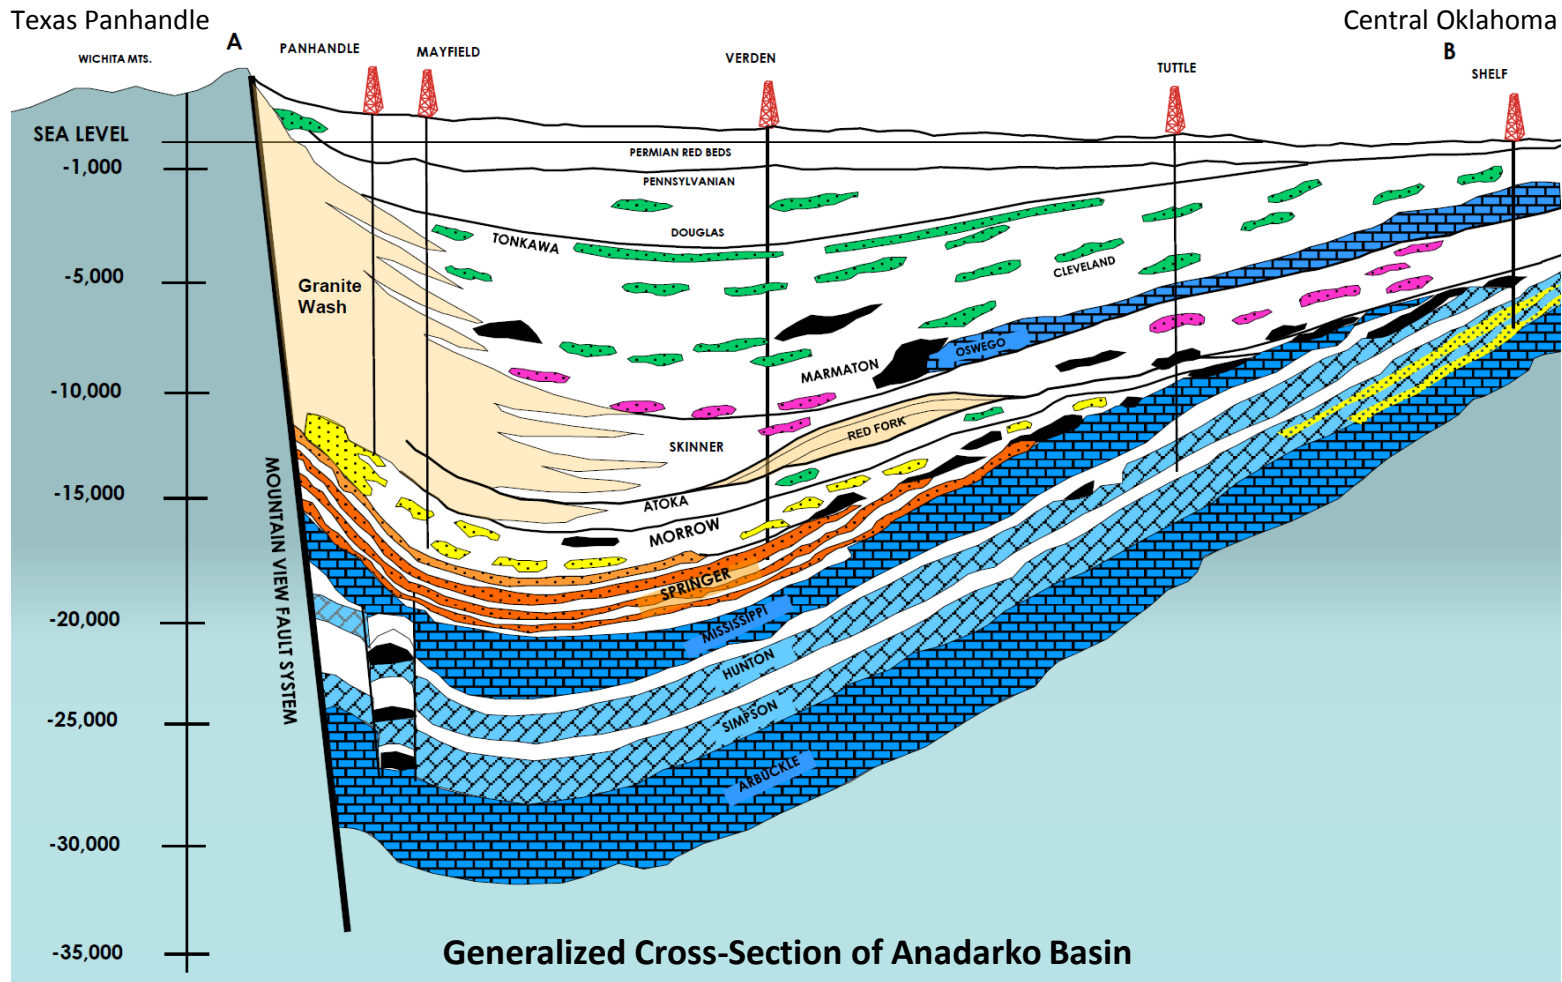 Texas Panhandle
Central Oklahoma
A
B
WICHITA MTS.
PANHANDLE
MAYFIELD
VERDEN
TUTTLE
SHELF
SEA LEVEL
-1,000
-5,000
-10,000
-15,000
-20,000
-25,000
-30,000
-35,000
PERMIAN RED BEDS
PENNSYLVANIAN
DOUGLAS
TONKAWA
CLEVELAND
Granite
Wash
OSWEGO
MARMATON
RED FORK
SKINNER
ATOKA
MORROW
SPRINGER
MISSISSIPPI
HUNTON
SIMPSON
ARBUCKLE
MOUNTAIN VIEW FAULT SYSTEM
Generalized Cross-Section of Anadarko Basin